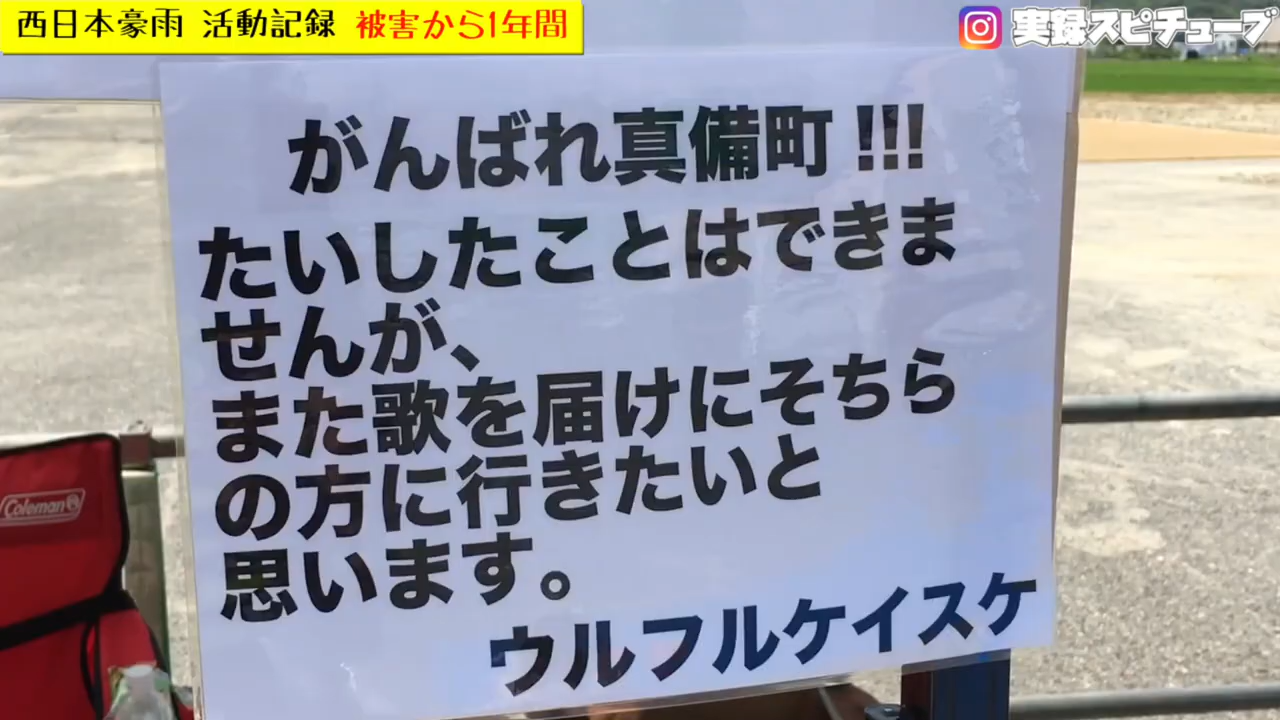 西日本豪雨 活動記録 被害から1年間
実録スピチューブ
がんばれ真備町!!!
たいしたことはできま
せんが、
また歌を届けにそちら
の方に行きたいと
思います。
ウルフルケイスケ
Coleman